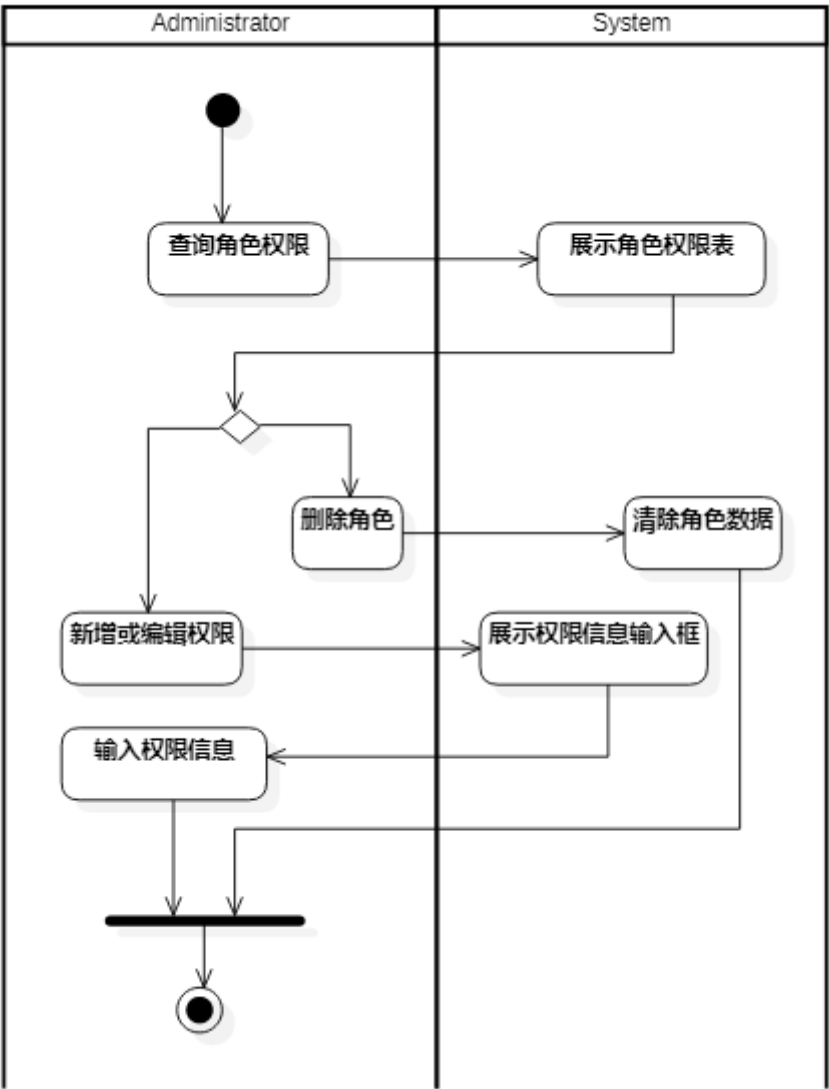 Administrator
System
查询角色权限
展示角色权限表
删除角色
清除角色数据
新增或编辑权限
展示权限信息输入框
输入权限信息